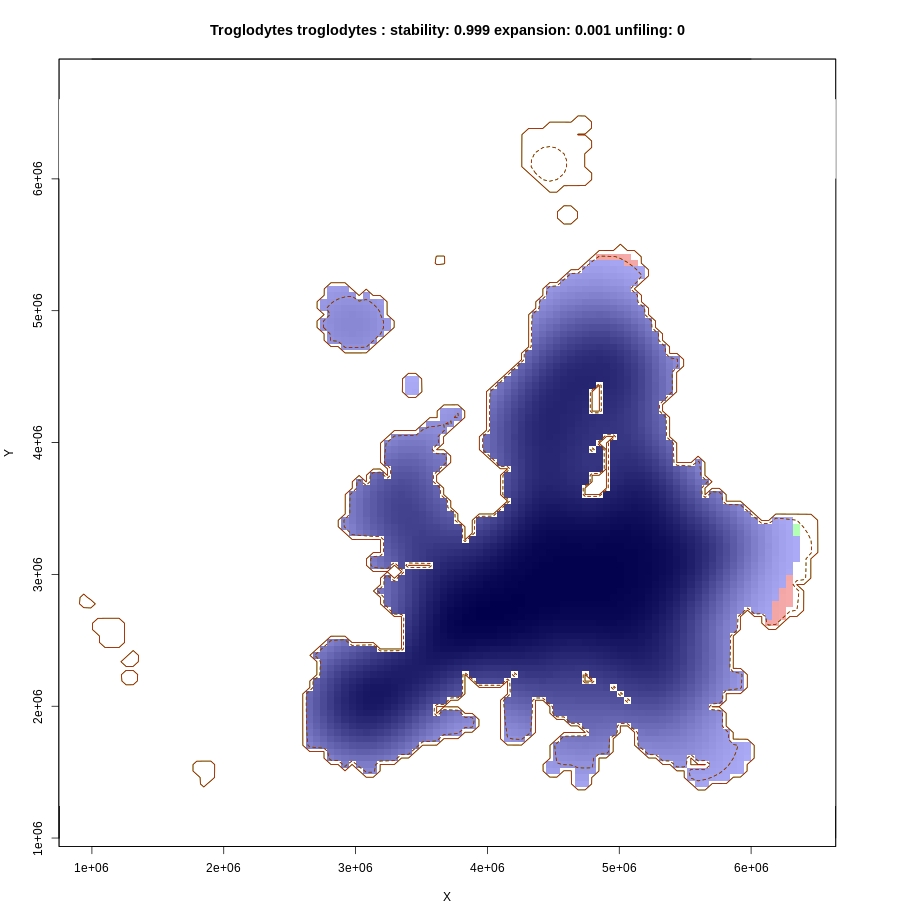 Troglodytes troglodytes : stability: 0.999 expansion: 0.001 unfiling: 0
6e+06
5e+06
4e+06
Y
3e+06
2e+06
1e+06
1e+06 2e+06 3e+06 4e+06 5e+06 6e+06
X